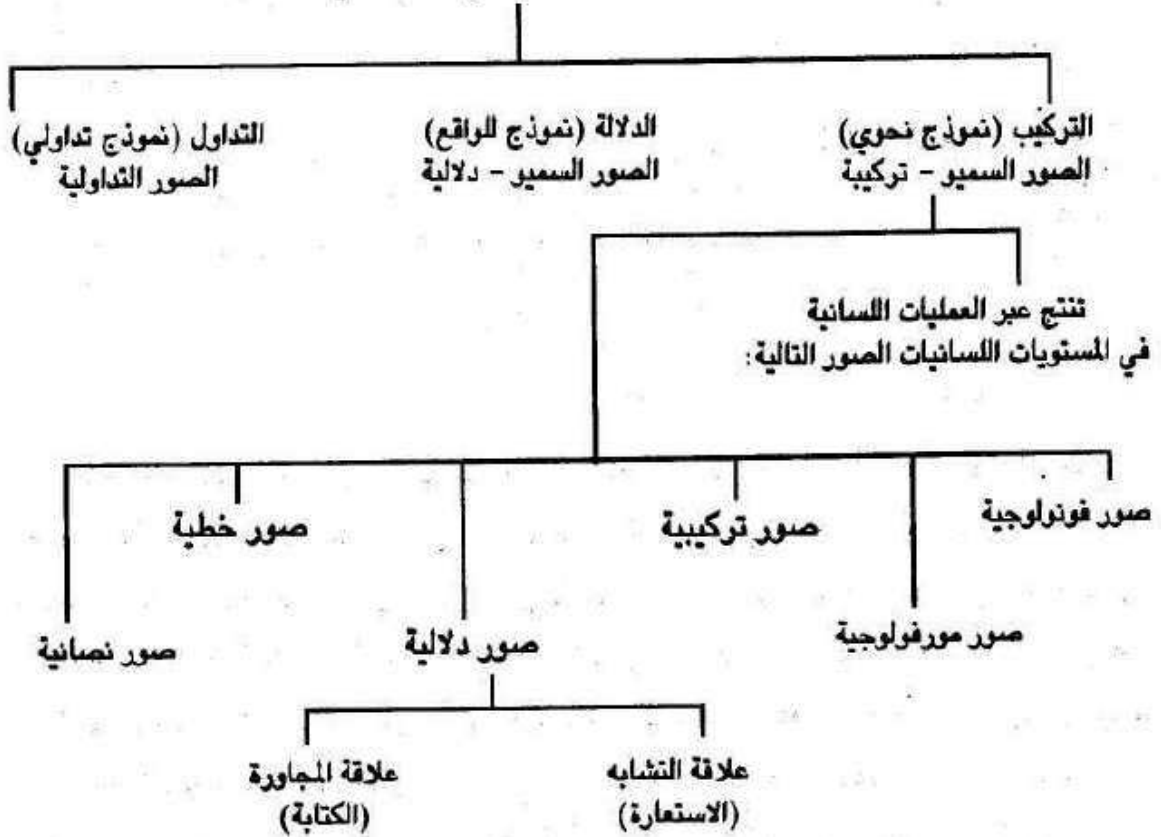 التركيب (نموذج نحوي)
الصور السميو - تركيبة
الدلالة (نموذج للواقع)
الصور السميو - دلالية
التداول (نموذج تداولي)
الصور التداولية
تنتج عبر العمليات اللسانية
في المستويات اللسانيات الصور التالية:
صور فونولوجية
صور تركيبية
صور خطية
صور مورفولوجية
صور دلالية
صور نصانية
علاقة التشابه
(الاستعارة)
علاقة المجاورة
(الكتابة)